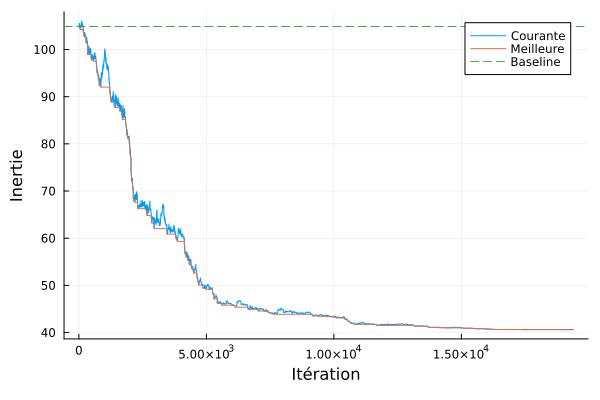 Courante
Meilleure
Baseline
100
90
80
70
60
50
40
Inertie
0
5.00×10³
1.00×10⁴
1.50×10⁴
Itération